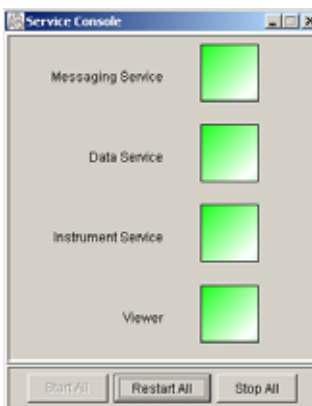 Service Console
Messaging Service
Data Service
Instrument Service
Viewer
Start All Restart All Stop All